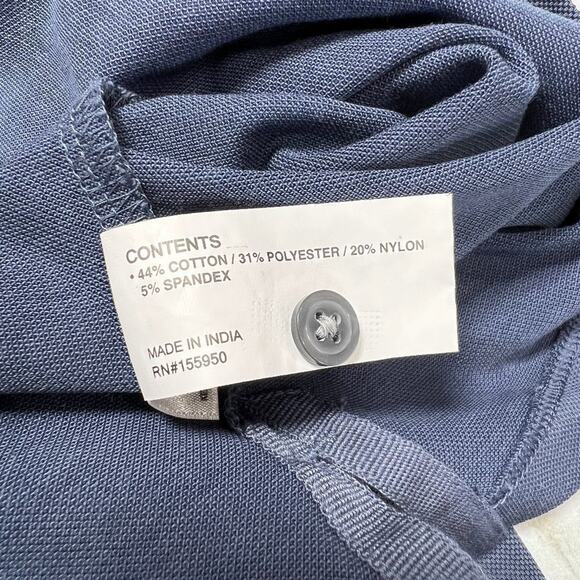 CONTENTS
• 44% COTTON / 31% POLYESTER / 20% NYLON
5% SPANDEX
MADE IN INDIA
RN#155950